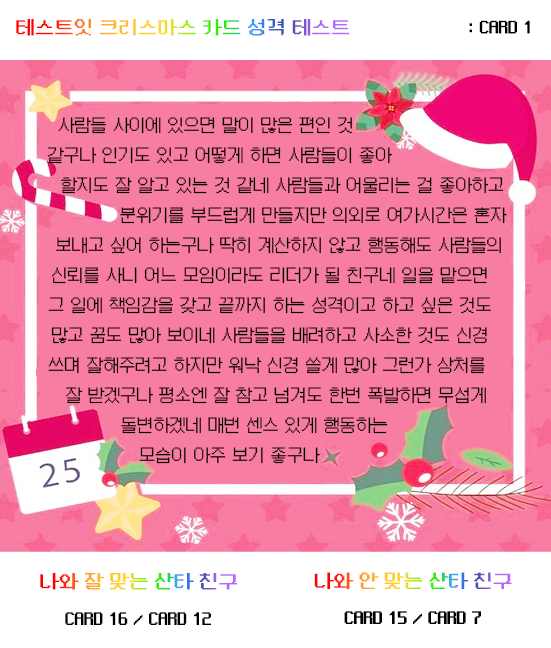 테스트잇 크리스마스 카드 성격 테스트
: CARD 1
사람들 사이에 있으면 말이 많은 편인 것
같구나 인기도 있고 어떻게 하면 사람들이 좋아
할지도 잘 알고 있는 것 같네 사람들과 어울리는 걸 좋아하고
분위기를 부드럽게 만들지만 의외로 여가시간은 혼자
보내고 싶어 하는구나 딱히 계산하지 않고 행동해도 사람들의
신뢰를 사니 어느 모임이라도 리더가 될 친구네 일을 맡으면
그 일에 책임감을 갖고 끝까지 하는 성격이고 하고 싶은 것도
많고 꿈도 많아 보이네 사람들을 배려하고 사소한 것도 신경
쓰며 잘해주려고 하지만 워낙 신경 쓸게 많아 그런가 상처를
잘 받겠구나 평소엔 잘 참고 넘겨도 한번 폭발하면 무섭게
돌변하겠네 매번 센스 있게 행동하는
모습이 아주 보기 좋구나
25
나와 잘 맞는 산타 친구
CARD 16 / CARD 12
나와 안 맞는 산타 친구
CARD 15 / CARD 7